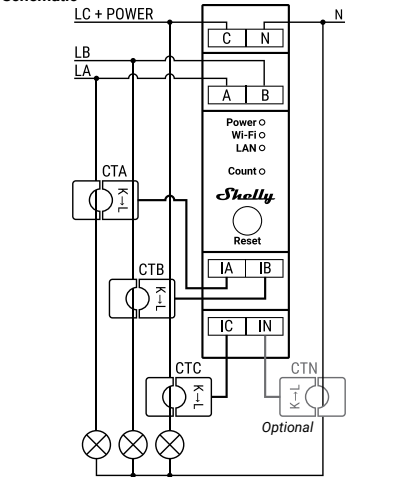 LC + POWER
N
C N
LB
LA
A B
Power
Wi-Fi
LAN
Count
CTA
K→L
Shelly
Reset
CTB
K→L
IA IB
IC IN
CTC
K→L
CTN
K→L
Optional